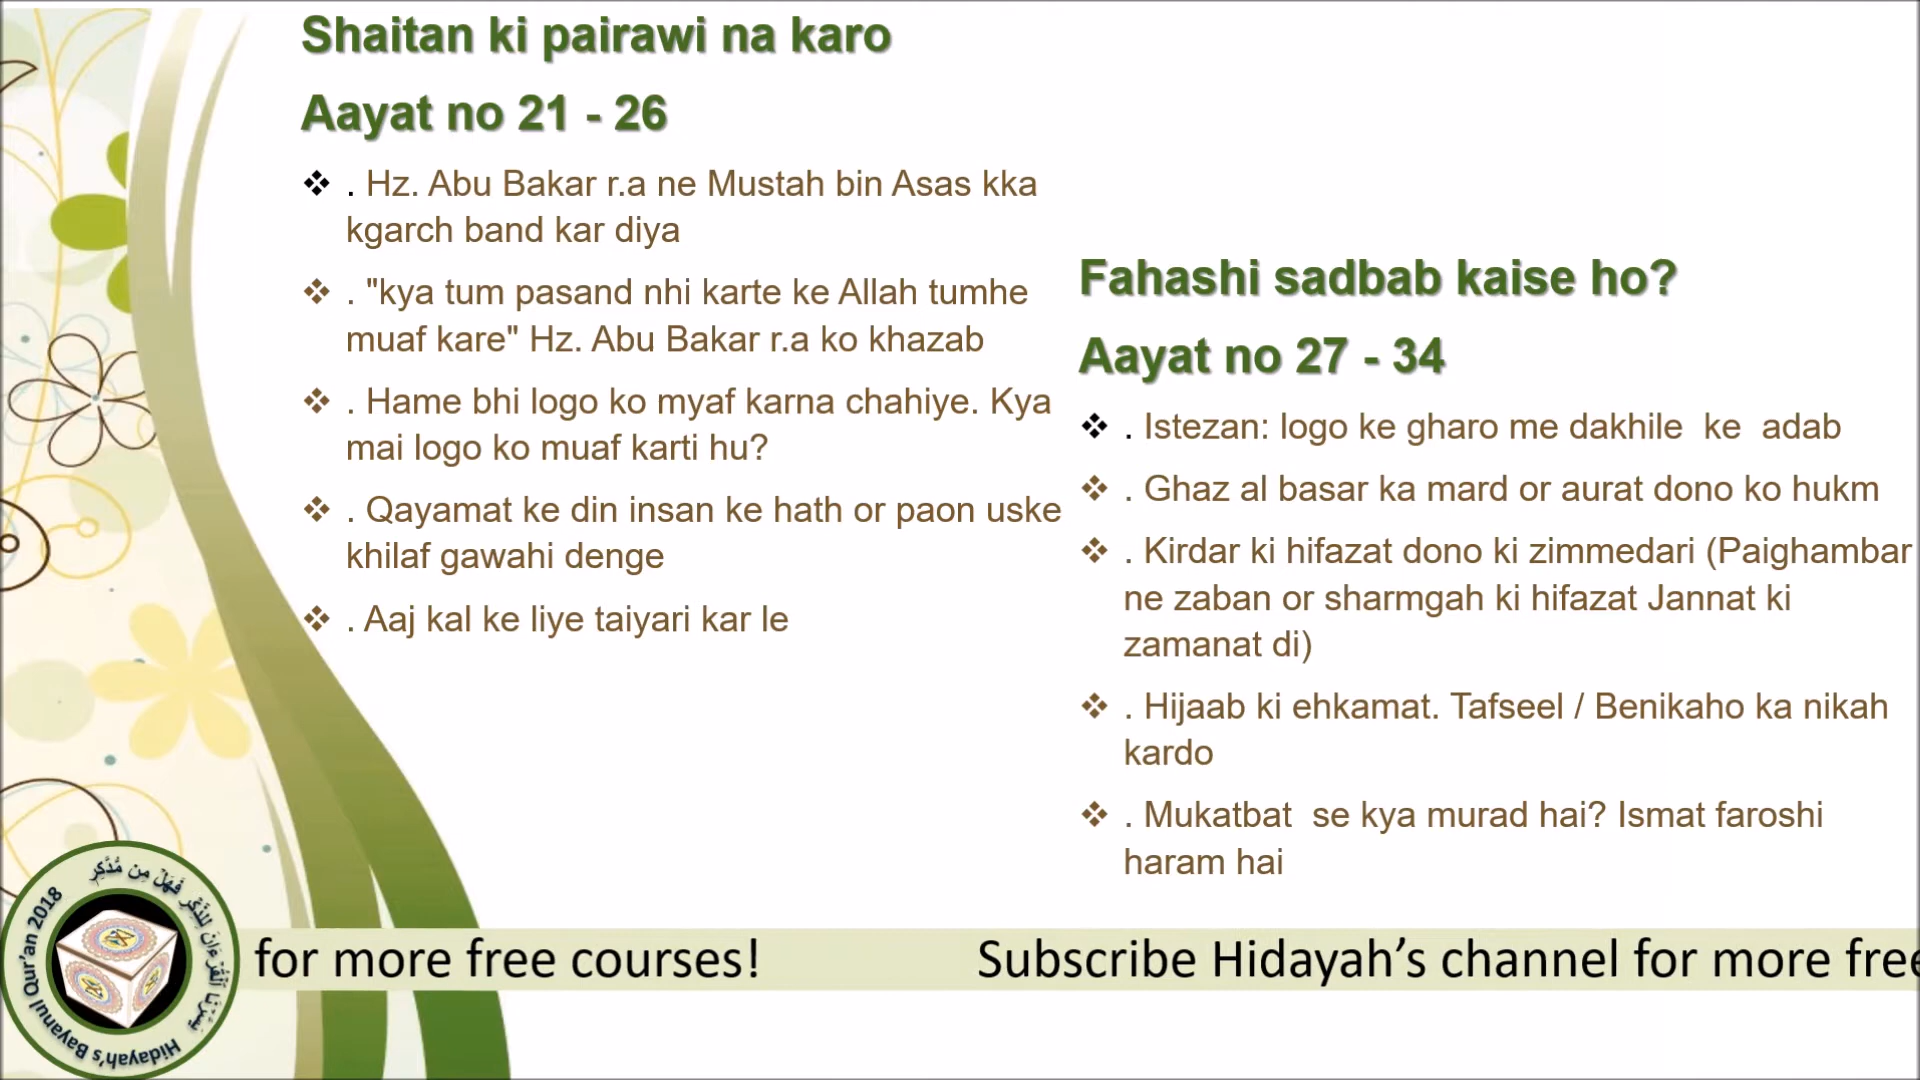 Shaitan ki pairawi na karo
Aayat no 21 - 26
❖ . Hz. Abu Bakar r.a ne Mustah bin Asas kka
kgarch band kar diya
❖ . "kya tum pasand nhi karte ke Allah tumhe
muaf kare" Hz. Abu Bakar r.a ko khazab
❖ . Hame bhi logo ko myaf karna chahiye. Kya
mai logo ko muaf karti hu?
❖ . Qayamat ke din insan ke hath or paon uske
khilaf gawahi denge
❖ . Aaj kal ke liye taiyari kar le
Fahashi sadbab kaise ho?
Aayat no 27 - 34
❖ . Istezan: logo ke gharo me dakhile  ke  adab
❖ . Ghaz al basar ka mard or aurat dono ko hukm
❖ . Kirdar ki hifazat dono ki zimmedari (Paighambar
ne zaban or sharmgah ki hifazat Jannat ki
zamanat di)
❖ . Hijaab ki ehkamat. Tafseel / Benikaho ka nikah
kardo
❖ . Mukatbat  se kya murad hai? Ismat faroshi
haram hai
for more free courses! Subscribe Hidayah’s channel for more free
Hidayah's Bayanul Qur'an 2018
يَسَّرْنَا ٱلْقُرْءَانَ لِلذِّكْرِ فَهَلْ مِن مُّدَّكِرٍ